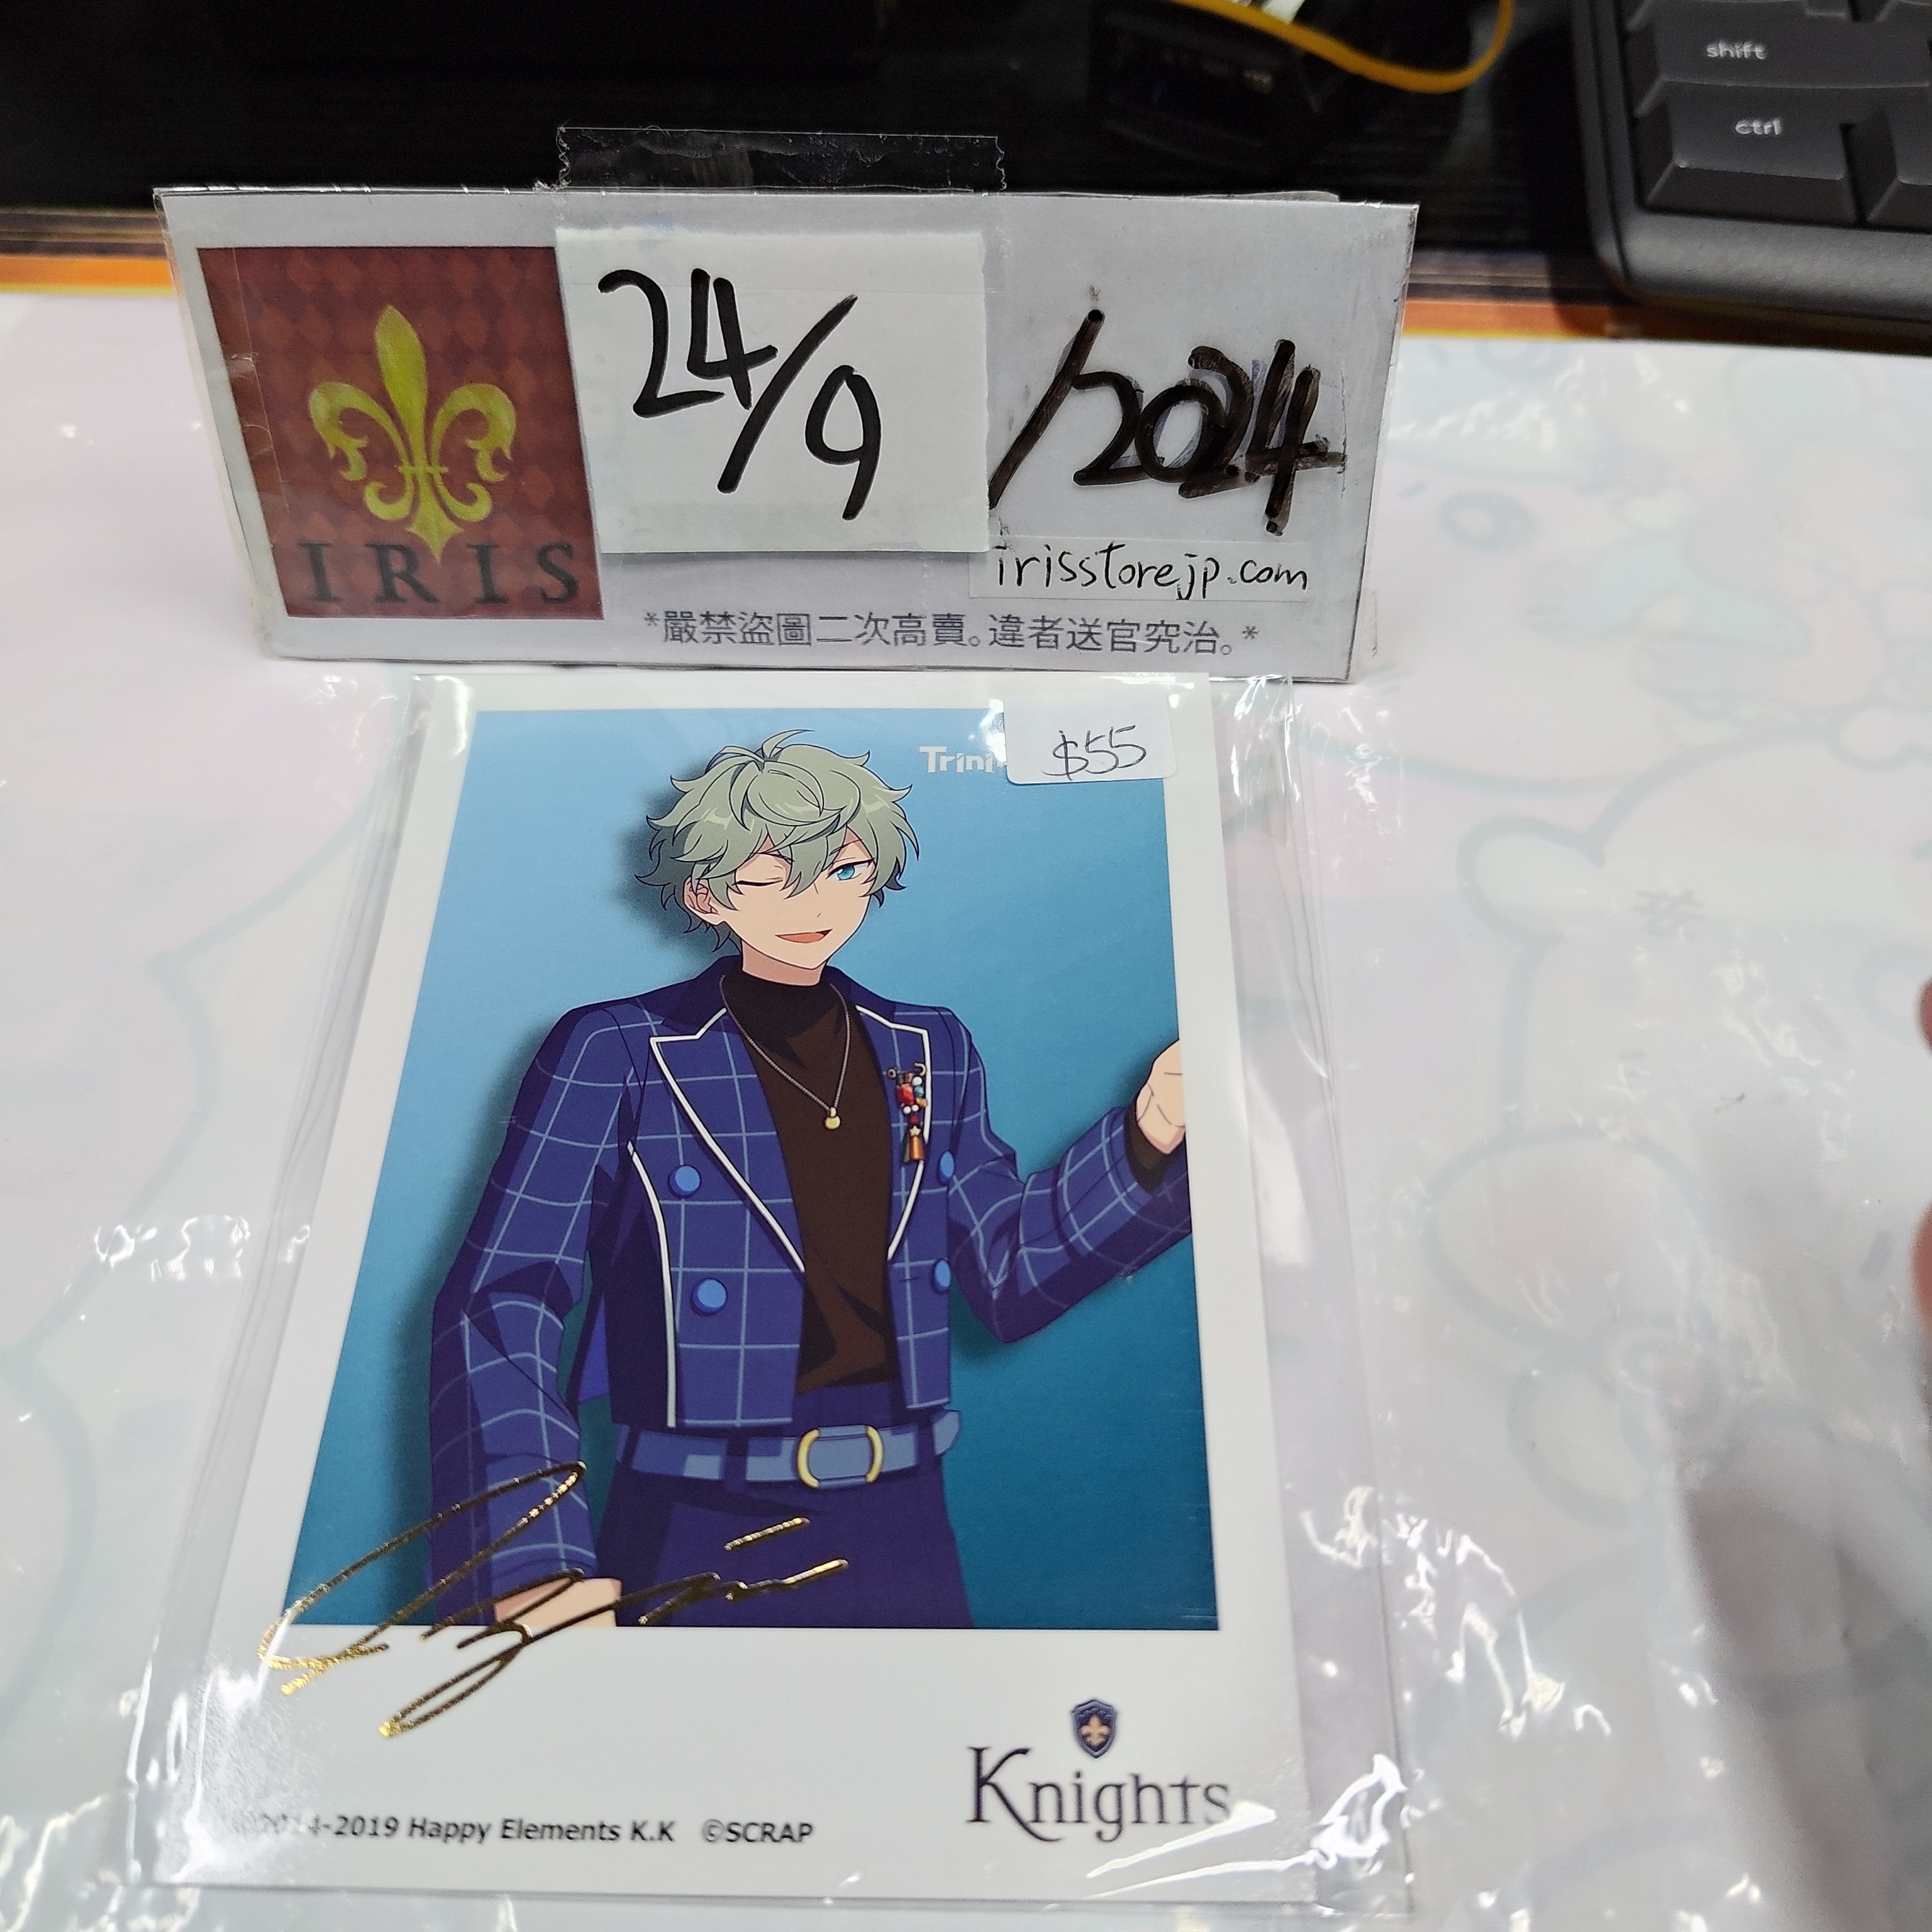 shift
ctrl
24/9/2024
IRIS
irisstorejp.com
*嚴禁盜圖二次高賣。違者送官究治。*
$55
Knights
-2019 Happy Elements K.K ©SCRAP